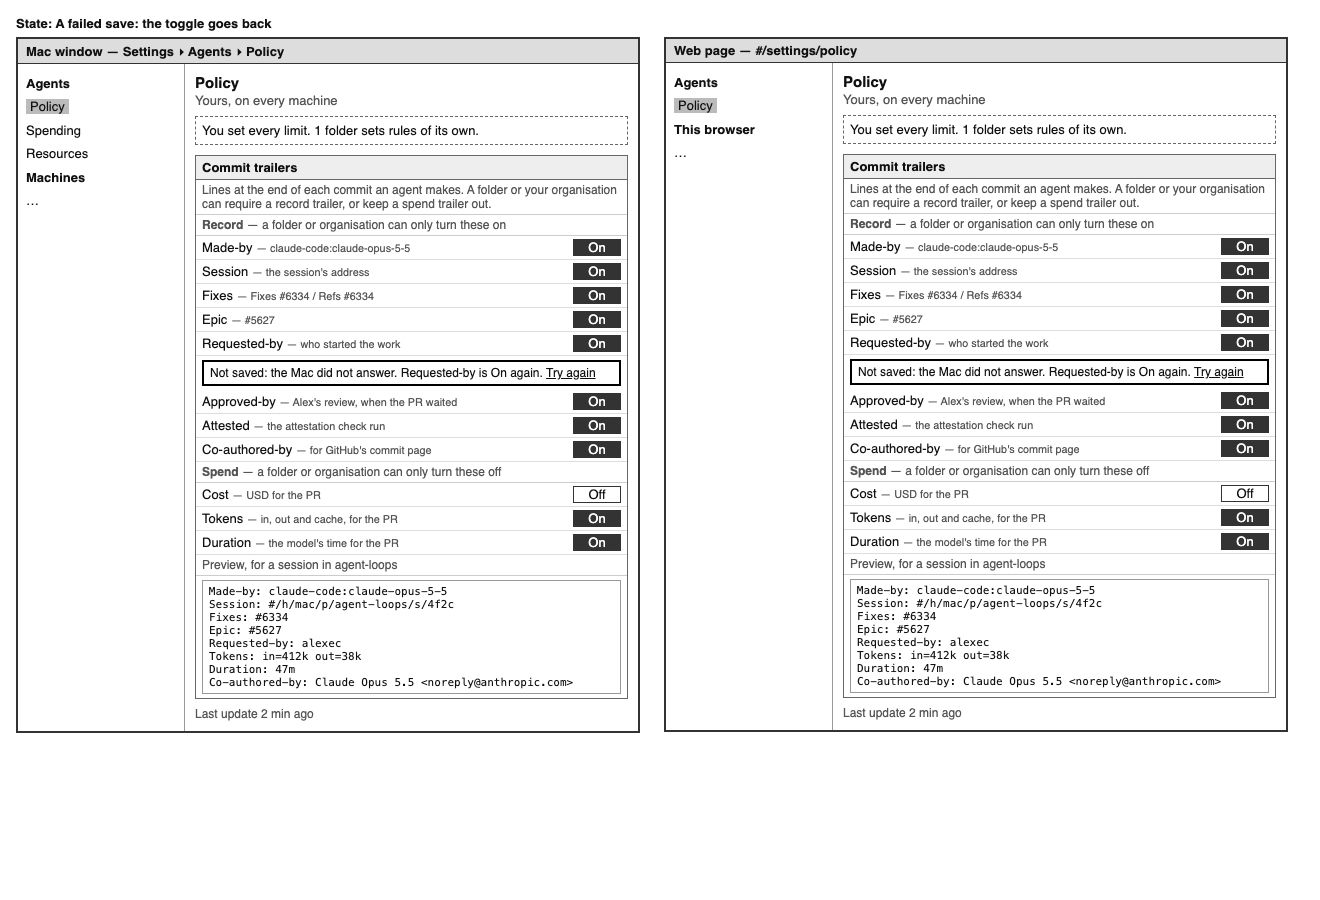 State: A failed save: the toggle goes back
Mac window — Settings ▸ Agents ▸ Policy
Agents
Policy
Spending
Resources
Machines
…
Policy
Yours, on every machine
You set every limit. 1 folder sets rules of its own.
Commit trailers
Lines at the end of each commit an agent makes. A folder or your organisation
can require a record trailer, or keep a spend trailer out.
Record — a folder or organisation can only turn these on
Made-by — claude-code:claude-opus-5-5 On
Session — the session's address On
Fixes — Fixes #6334 / Refs #6334 On
Epic — #5627 On
Requested-by — who started the work On
Not saved: the Mac did not answer. Requested-by is On again. Try again
Approved-by — Alex's review, when the PR waited On
Attested — the attestation check run On
Co-authored-by — for GitHub's commit page On
Spend — a folder or organisation can only turn these off
Cost — USD for the PR Off
Tokens — in, out and cache, for the PR On
Duration — the model's time for the PR On
Preview, for a session in agent-loops
Made-by: claude-code:claude-opus-5-5
Session: #/h/mac/p/agent-loops/s/4f2c
Fixes: #6334
Epic: #5627
Requested-by: alexec
Tokens: in=412k out=38k
Duration: 47m
Co-authored-by: Claude Opus 5.5 <noreply@anthropic.com>
Last update 2 min ago
Web page — #/settings/policy
Agents
Policy
This browser
…
Policy
Yours, on every machine
You set every limit. 1 folder sets rules of its own.
Commit trailers
Lines at the end of each commit an agent makes. A folder or your organisation
can require a record trailer, or keep a spend trailer out.
Record — a folder or organisation can only turn these on
Made-by — claude-code:claude-opus-5-5 On
Session — the session's address On
Fixes — Fixes #6334 / Refs #6334 On
Epic — #5627 On
Requested-by — who started the work On
Not saved: the Mac did not answer. Requested-by is On again. Try again
Approved-by — Alex's review, when the PR waited On
Attested — the attestation check run On
Co-authored-by — for GitHub's commit page On
Spend — a folder or organisation can only turn these off
Cost — USD for the PR Off
Tokens — in, out and cache, for the PR On
Duration — the model's time for the PR On
Preview, for a session in agent-loops
Made-by: claude-code:claude-opus-5-5
Session: #/h/mac/p/agent-loops/s/4f2c
Fixes: #6334
Epic: #5627
Requested-by: alexec
Tokens: in=412k out=38k
Duration: 47m
Co-authored-by: Claude Opus 5.5 <noreply@anthropic.com>
Last update 2 min ago